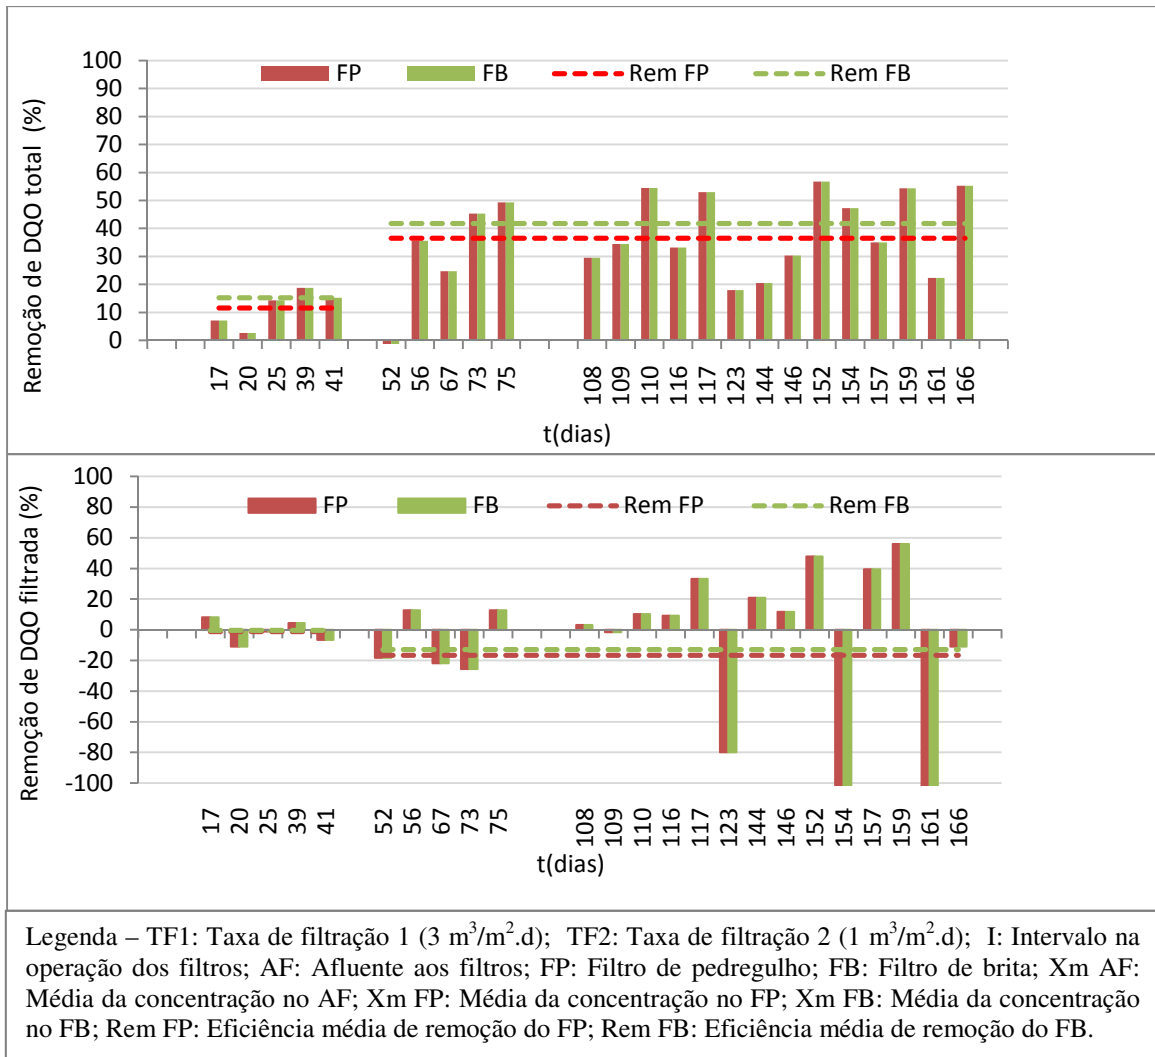 Remoção de DQO total (%)
100
90
80
70
60
50
40
30
20
10
0
FP FB Rem FP Rem FB
17 20 25 39 41 52 56 67 73 75 108 109 110 116 117 123 144 146 152 154 157 159 161 166
t(dias)
Remoção de DQO filtrada (%)
100
80
60
40
20
0
-20
-40
-60
-80
-100
FP FB Rem FP Rem FB
17 20 25 39 41 52 56 67 73 75 108 109 110 116 117 123 144 146 152 154 157 159 161 166
t(dias)
Legenda – TF1: Taxa de filtração 1 (3 m³/m².d); TF2: Taxa de filtração 2 (1 m³/m².d); I: Intervalo na
operação dos filtros; AF: Afluente aos filtros; FP: Filtro de pedregulho; FB: Filtro de brita; Xm AF:
Média da concentração no AF; Xm FP: Média da concentração no FP; Xm FB: Média da concentração
no FB; Rem FP: Eficiência média de remoção do FP; Rem FB: Eficiência média de remoção do FB.